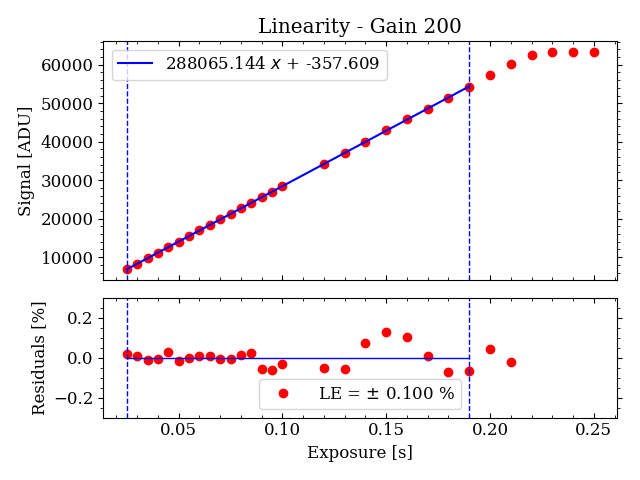 Linearity - Gain 200
288065.144 x + -357.609
Signal [ADU]
60000
50000
40000
30000
20000
10000
Residuals [%]
0.2
0.0
−0.2
LE = ± 0.100 %
0.05 0.10 0.15 0.20 0.25
Exposure [s]